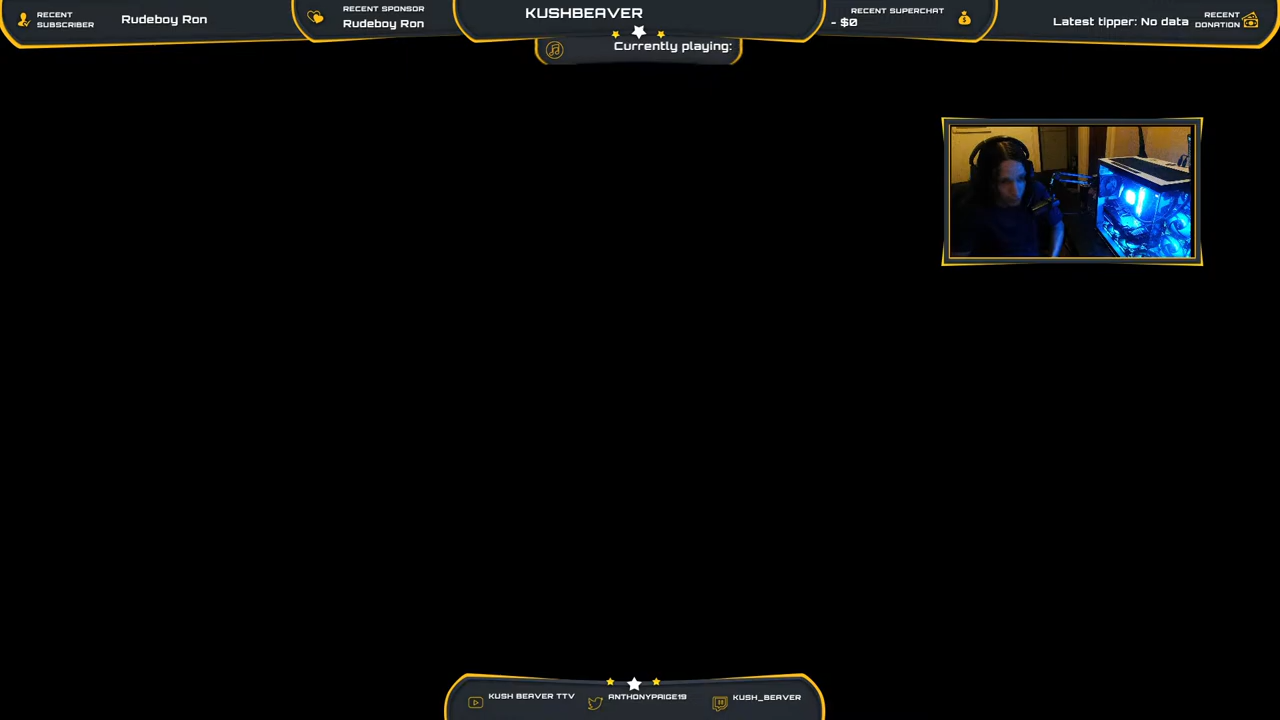 RECENT
SUBSCRIBER
Rudeboy Ron
RECENT SPONSOR
Rudeboy Ron
KUSHBEAVER
Currently playing:
RECENT SUPERCHAT
- $0
Latest tipper: No data
RECENT
DONATION
KUSH BEAVER TTV
ANTHONYPAIGE19
KUSH_BEAVER